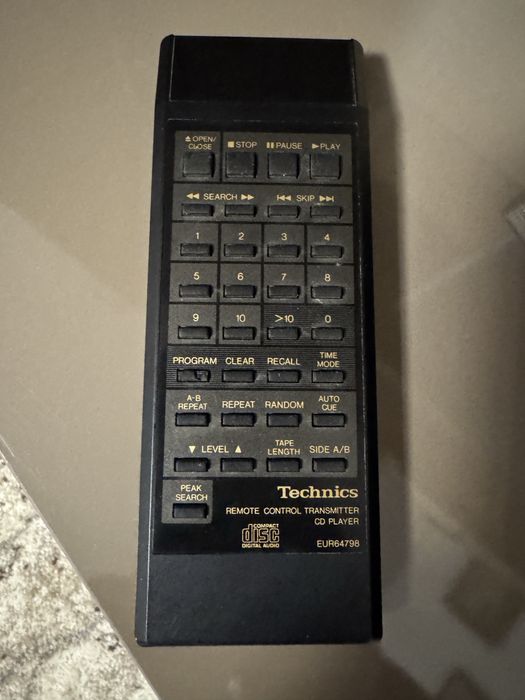 ⏏ OPEN/
CLOSE
■ STOP
▮▮ PAUSE
▶ PLAY
◀◀ SEARCH ▶▶
I◀◀ SKIP ▶▶I
1 2 3 4
5 6 7 8
9 10 >10 0
PROGRAM CLEAR RECALL
TIME
MODE
A-B
REPEAT
REPEAT RANDOM
AUTO
CUE
▼ LEVEL ▲
TAPE
LENGTH
SIDE A/B
PEAK
SEARCH
Technics
REMOTE CONTROL TRANSMITTER
CD PLAYER
COMPACT
disc
DIGITAL AUDIO
EUR64798